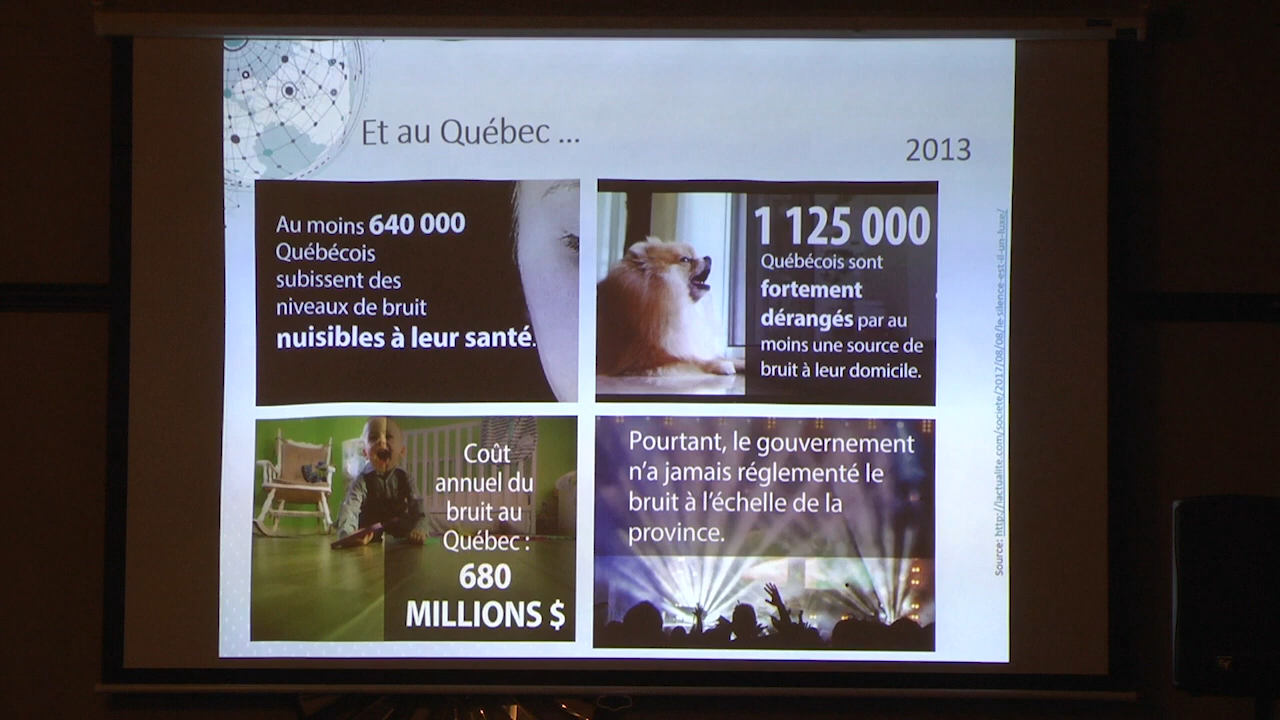 Et au Québec ...
2013
Au moins 640 000
Québécois
subissent des
niveaux de bruit
nuisibles à leur santé.
1 125 000
Québécois sont
fortement
dérangés par au
moins une source de
bruit à leur domicile.
Coût
annuel du
bruit au
Québec :
680
MILLIONS $
Pourtant, le gouvernement
n'a jamais réglementé le
bruit à l'échelle de la
province.
Source: http://lactualite.com/societe/2017/08/08/le-silence-est-il-un-luxe/